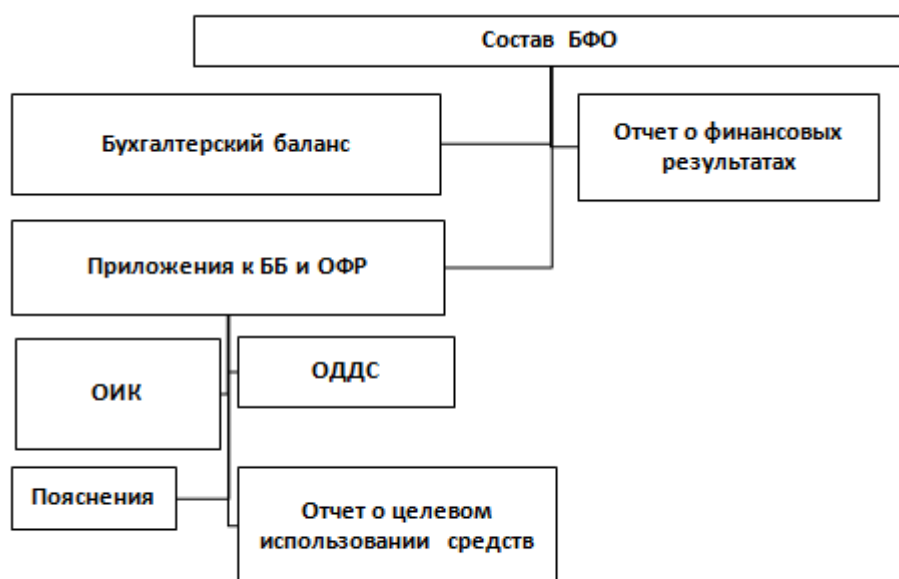 Состав БФО
Бухгалтерский баланс
Отчет о финансовых
результатах
Приложения к ББ и ОФР
ОИК
ОДДС
Пояснения
Отчет о целевом
использовании средств